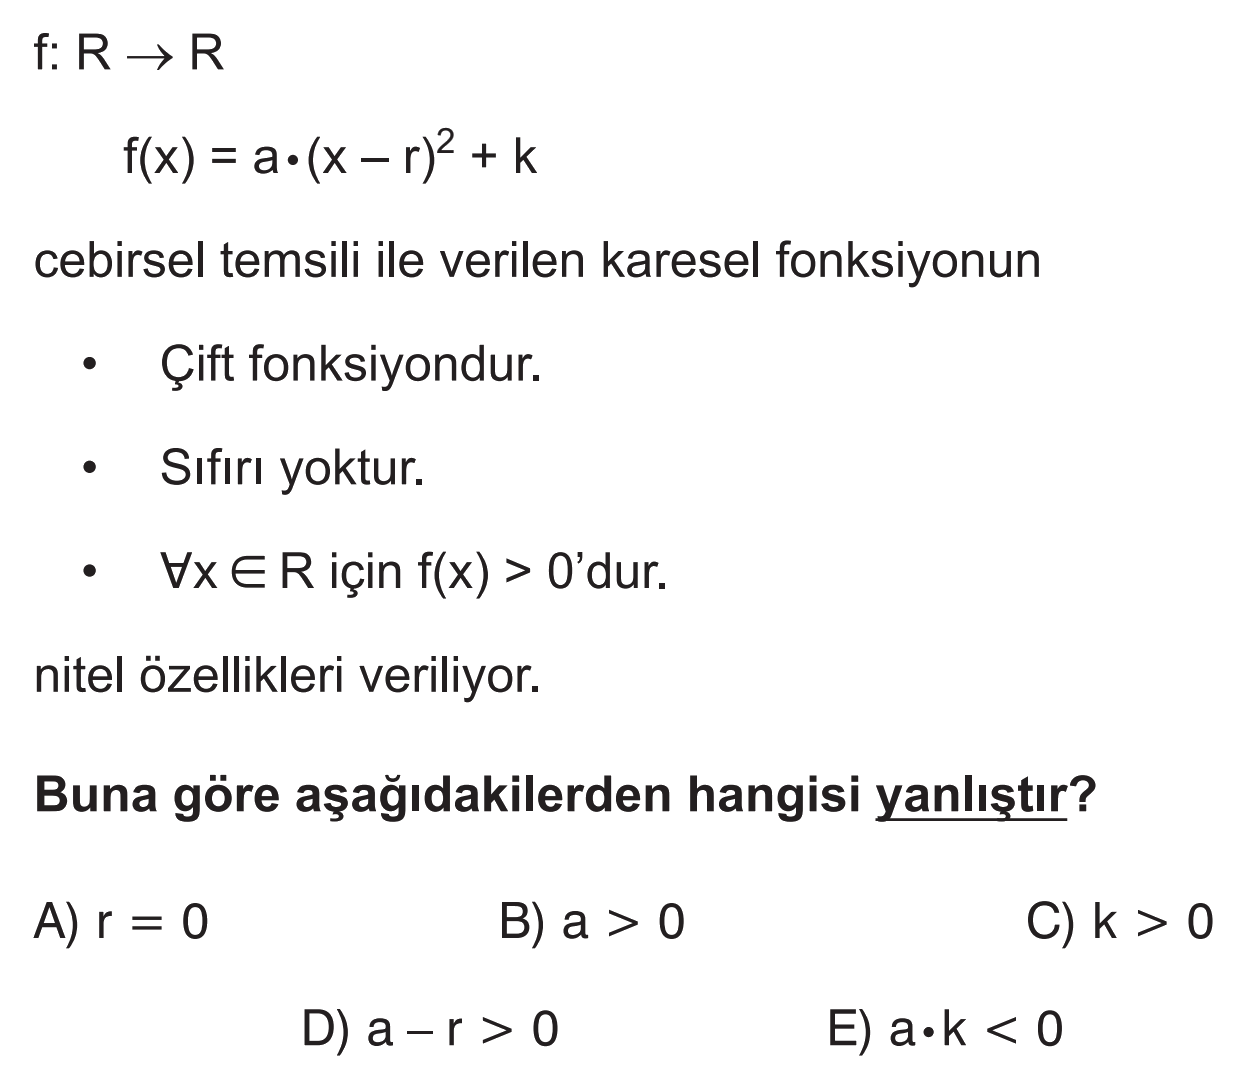 f: R → R
f(x) = a•(x – r)² + k
cebirsel temsili ile verilen karesel fonksiyonun
• Çift fonksiyondur.
• Sıfırı yoktur.
• ∀x ∈ R için f(x) > 0’dur.
nitel özellikleri veriliyor.
Buna göre aşağıdakilerden hangisi yanlıştır?
A) r = 0 B) a > 0 C) k > 0
D) a – r > 0 E) a•k < 0